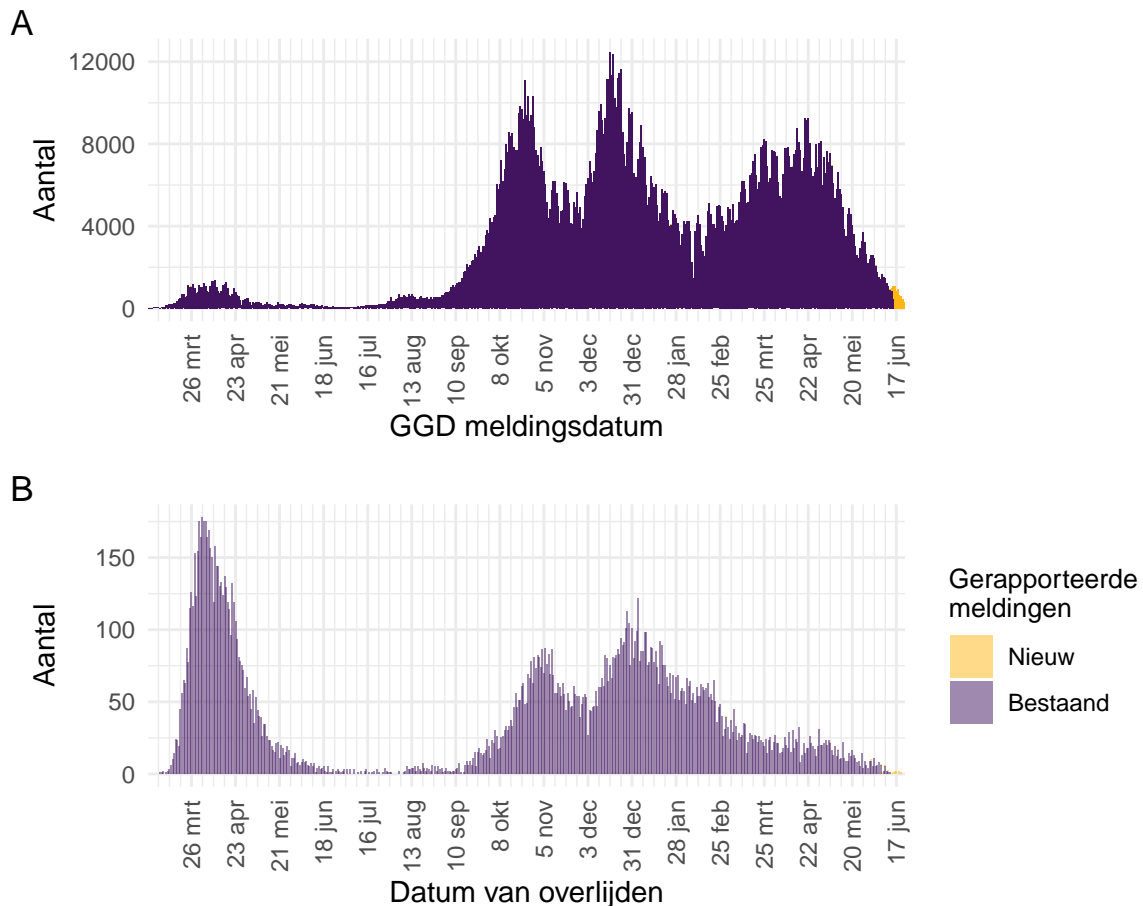 A
Aantal
12000
8000
4000
0
26 mrt
23 apr
21 mei
18 jun
16 jul
13 aug
10 sep
8 okt
5 nov
3 dec
31 dec
28 jan
25 feb
25 mrt
22 apr
20 mei
17 jun
GGD meldingsdatum
B
Aantal
150
100
50
0
26 mrt
23 apr
21 mei
18 jun
16 jul
13 aug
10 sep
8 okt
5 nov
3 dec
31 dec
28 jan
25 feb
25 mrt
22 apr
20 mei
17 jun
Datum van overlijden
Gerapporteerde
meldingen
Nieuw
Bestaand